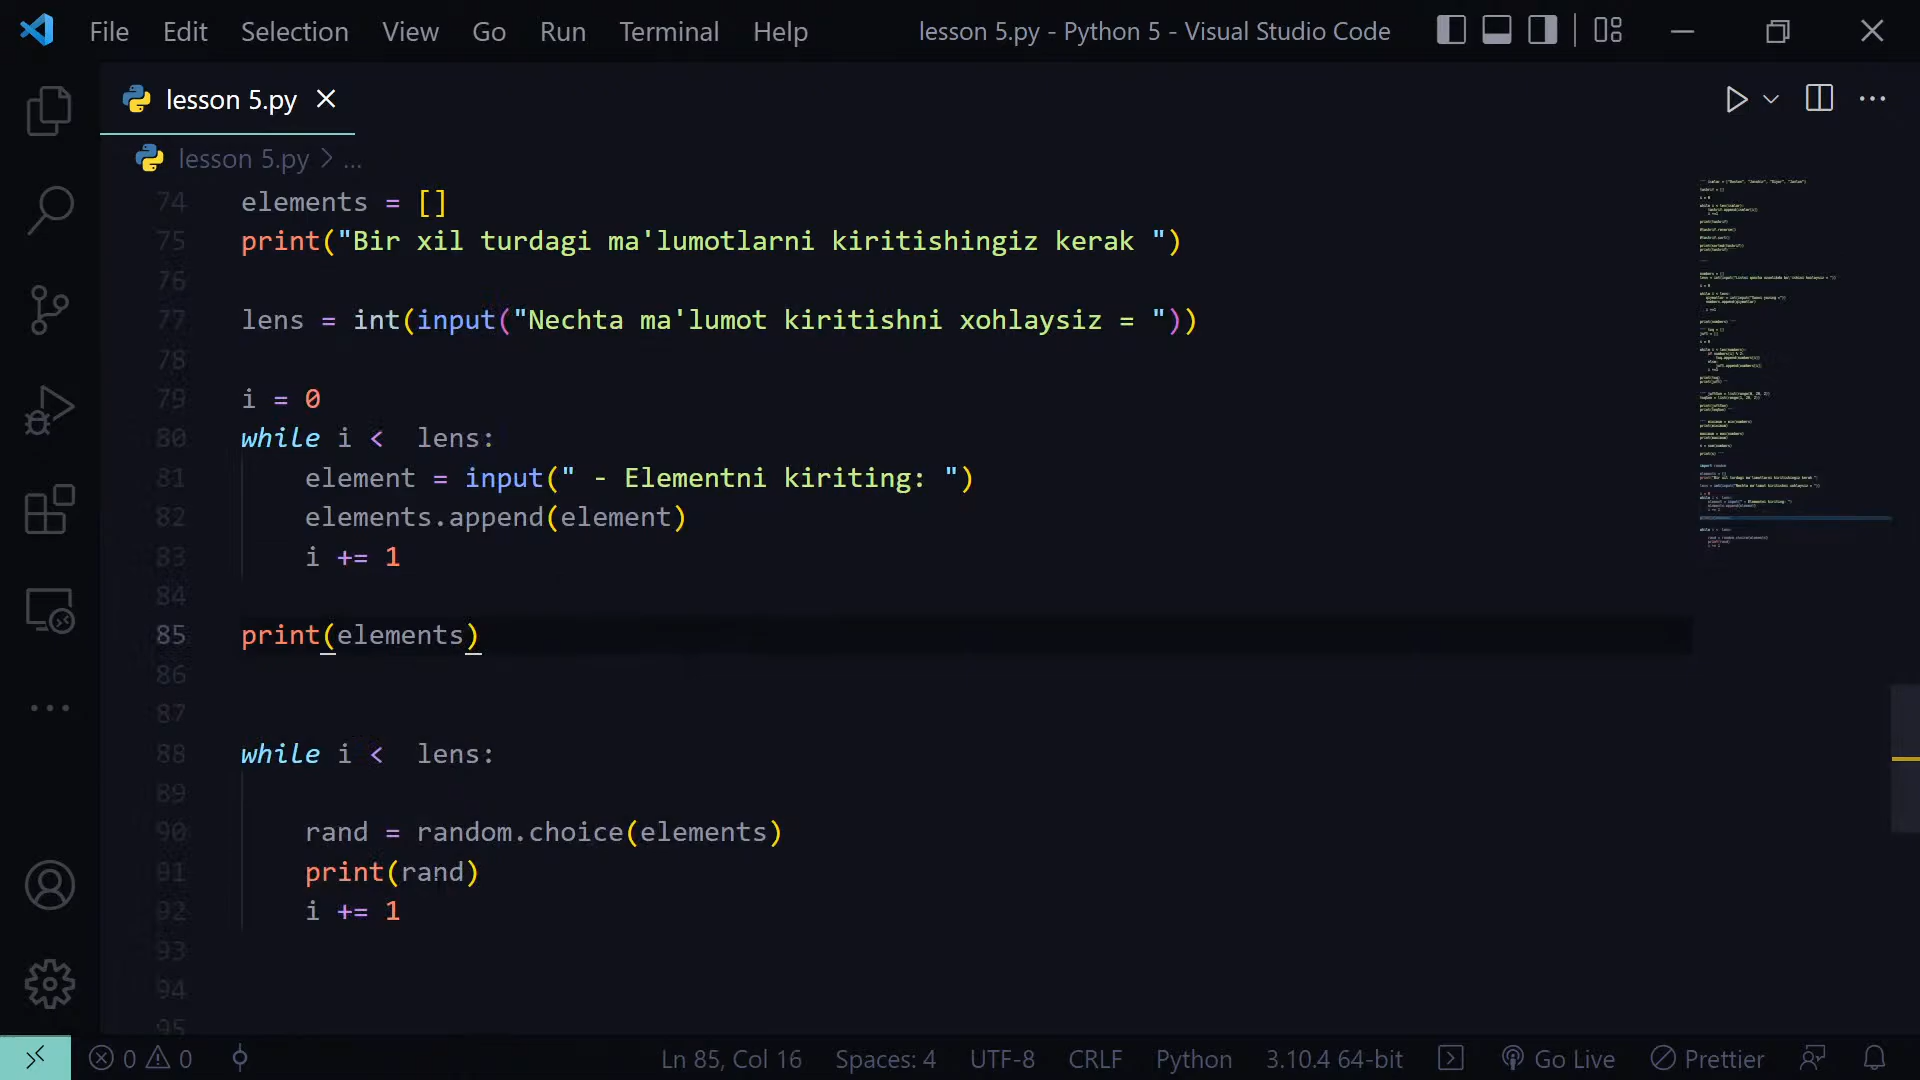 File Edit Selection View Go Run Terminal Help lesson 5.py - Python 5 - Visual Studio Code
lesson 5.py
lesson 5.py > ...
74 elements = []
75 print("Bir xil turdagi ma'lumotlarni kiritishingiz kerak ")
76
77 lens = int(input("Nechta ma'lumot kiritishni xohlaysiz = "))
78
79 i = 0
80 while i <  lens:
81     element = input(" - Elementni kiriting: ")
82     elements.append(element)
83     i += 1
84
85 print(elements)
86
87
88 while i <  lens:
89
90     rand = random.choice(elements)
91     print(rand)
92     i += 1
93
94
95
0 0 Ln 85, Col 16 Spaces: 4 UTF-8 CRLF Python 3.10.4 64-bit Go Live Prettier